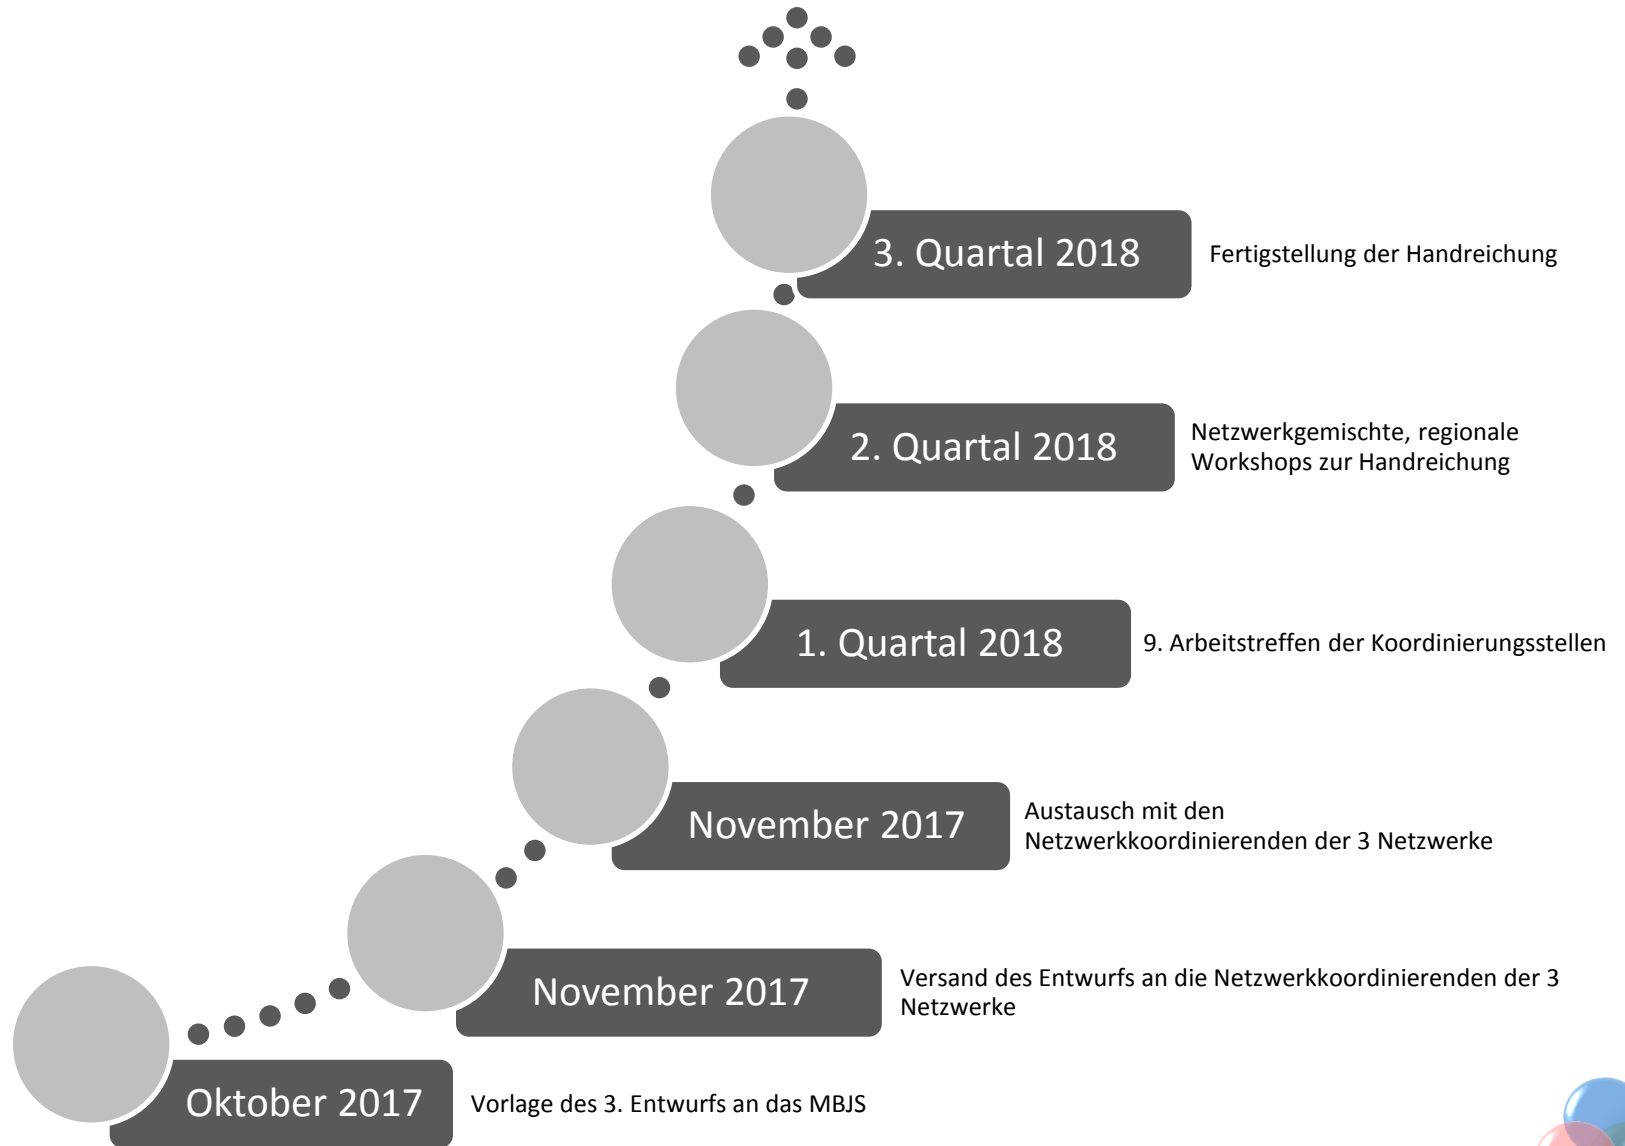 3. Quartal 2018
Fertigstellung der Handreichung
2. Quartal 2018
Netzwerkgemischte, regionale
Workshops zur Handreichung
1. Quartal 2018
9. Arbeitstreffen der Koordinierungsstellen
November 2017
Austausch mit den
Netzwerkkoordinierenden der 3 Netzwerke
November 2017
Versand des Entwurfs an die Netzwerkkoordinierenden der 3
Netzwerke
Oktober 2017
Vorlage des 3. Entwurfs an das MBJS